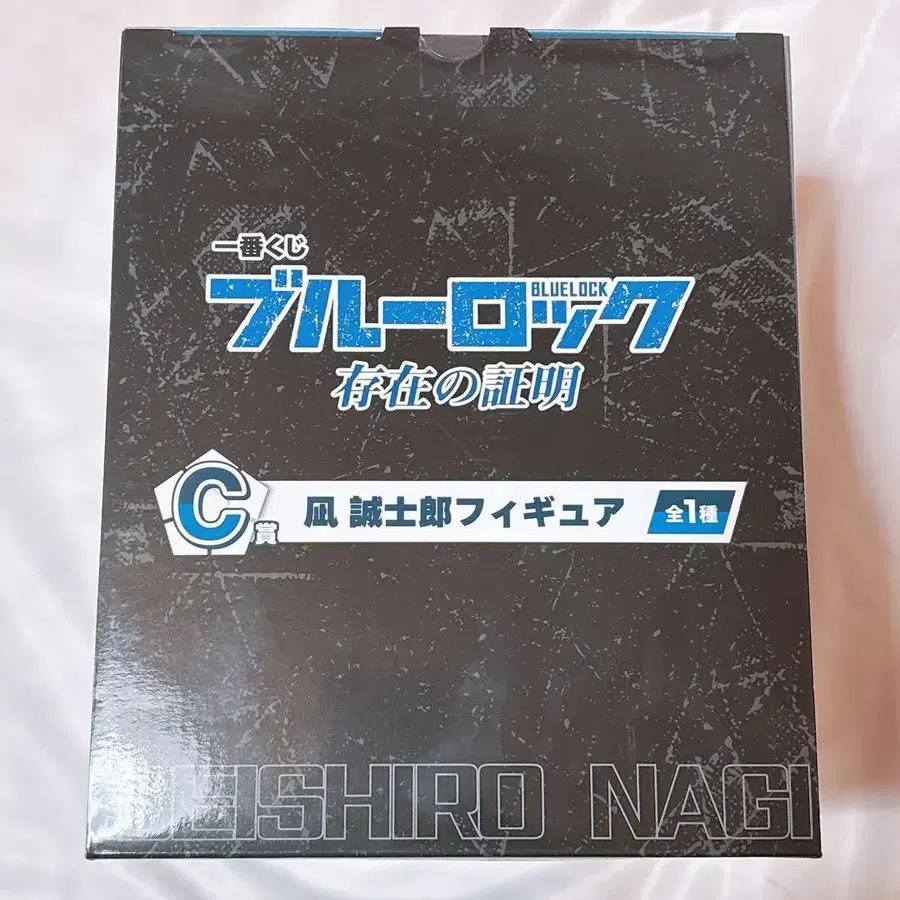 一番くじ
BLUELOCK
ブルーロック
存在の証明
C賞 凪 誠士郎フィギュア 全1種
SEISHIRO NAGI